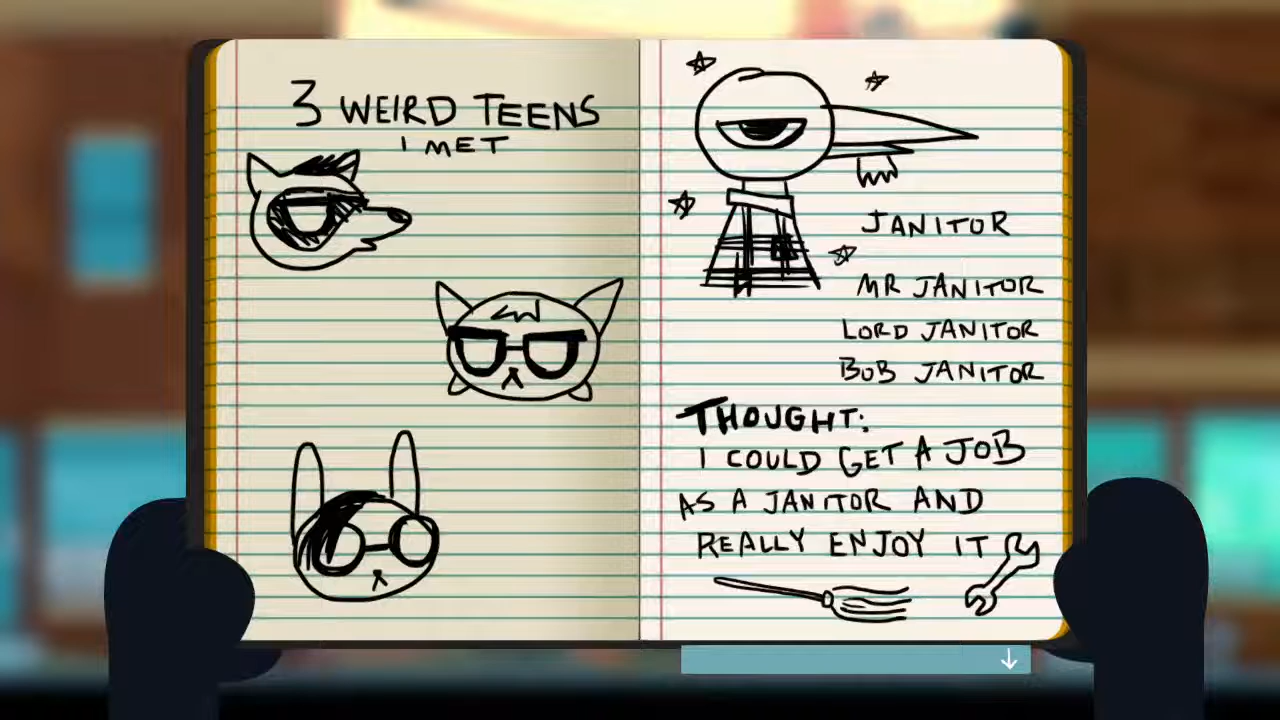 3 WEIRD TEENS
I MET
JANITOR
MR JANITOR
LORD JANITOR
BOB JANITOR
THOUGHT:
I COULD GET A JOB
AS A JANITOR AND
REALLY ENJOY IT